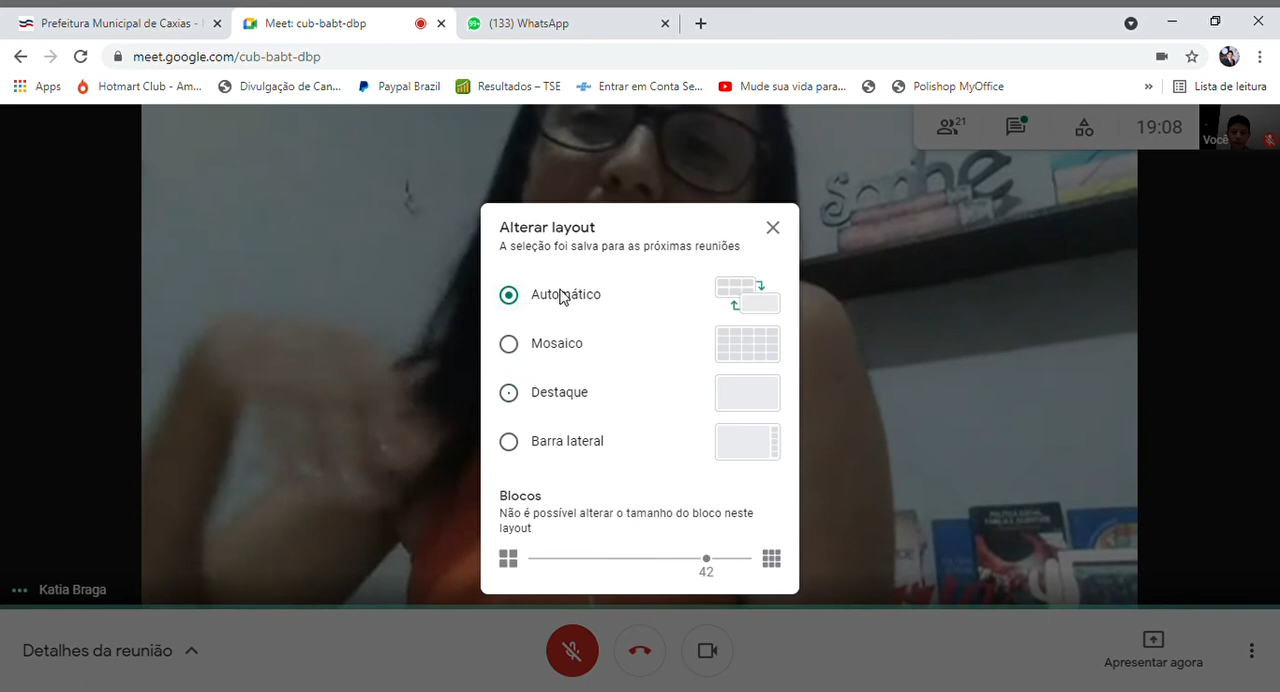 Prefeitura Municipal de Caxias -
Meet: cub-babt-dbp
99+
(133) WhatsApp
meet.google.com/cub-babt-dbp
Apps
Hotmart Club - Am...
Divulgação de Can...
Paypal Brazil
Resultados – TSE
Entrar em Conta Se...
Mude sua vida para...
Polishop MyOffice
»
Lista de leitura
21
19:08
Você
Sonhe
Alterar layout
A seleção foi salva para as próximas reuniões
Automático
Mosaico
Destaque
Barra lateral
Blocos
Não é possível alterar o tamanho do bloco neste
layout
42
Katia Braga
Detalhes da reunião
Apresentar agora